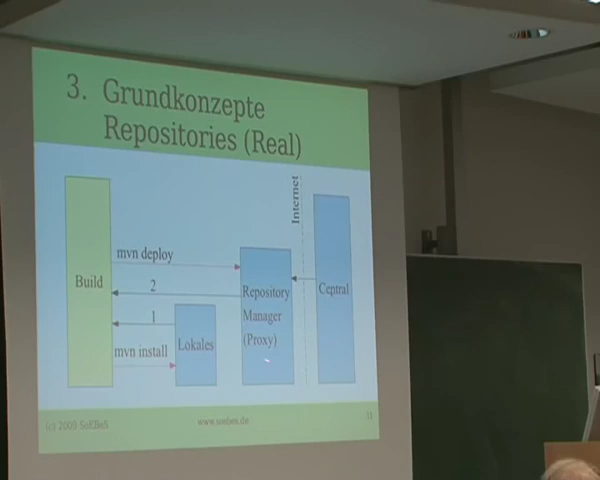 3. Grundkonzepte
Repositories (Real)
Internet
mvn deploy
Build
2
Repository
Manager
(Proxy)
Central
1
Lokales
mvn install
(c) 2009 SoEBeS
www.soebes.de
11